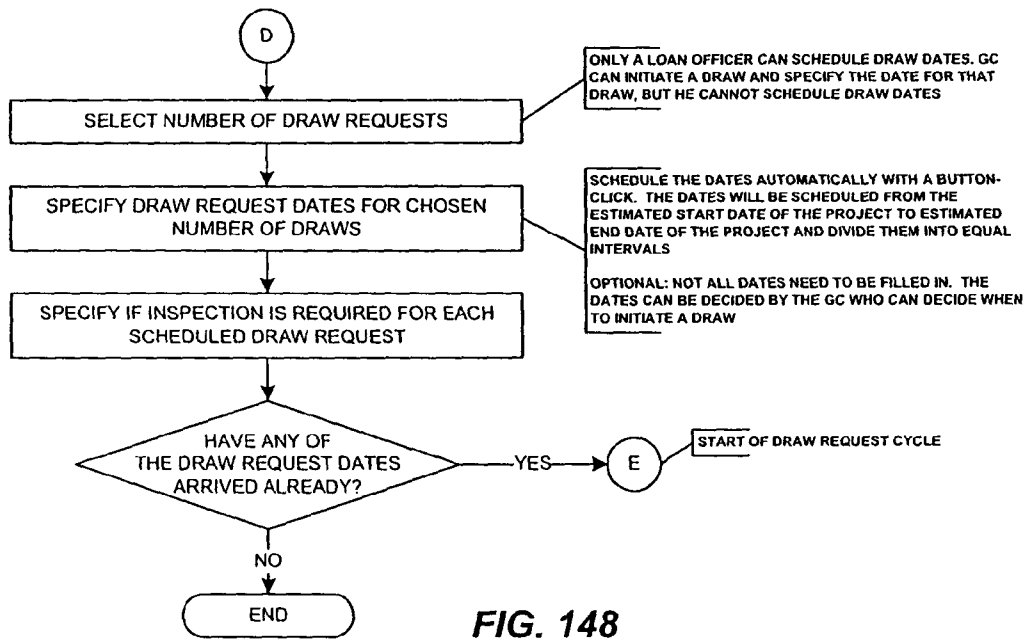 D
ONLY A LOAN OFFICER CAN SCHEDULE DRAW DATES. GC
CAN INITIATE A DRAW AND SPECIFY THE DATE FOR THAT
DRAW, BUT HE CANNOT SCHEDULE DRAW DATES
SELECT NUMBER OF DRAW REQUESTS
SPECIFY DRAW REQUEST DATES FOR CHOSEN
NUMBER OF DRAWS
SCHEDULE THE DATES AUTOMATICALLY WITH A BUTTON-
CLICK. THE DATES WILL BE SCHEDULED FROM THE
ESTIMATED START DATE OF THE PROJECT TO ESTIMATED
END DATE OF THE PROJECT AND DIVIDE THEM INTO EQUAL
INTERVALS
OPTIONAL: NOT ALL DATES NEED TO BE FILLED IN. THE
DATES CAN BE DECIDED BY THE GC WHO CAN DECIDE WHEN
TO INITIATE A DRAW
SPECIFY IF INSPECTION IS REQUIRED FOR EACH
SCHEDULED DRAW REQUEST
HAVE ANY OF
THE DRAW REQUEST DATES
ARRIVED ALREADY?
YES
E
START OF DRAW REQUEST CYCLE
NO
END
FIG. 148